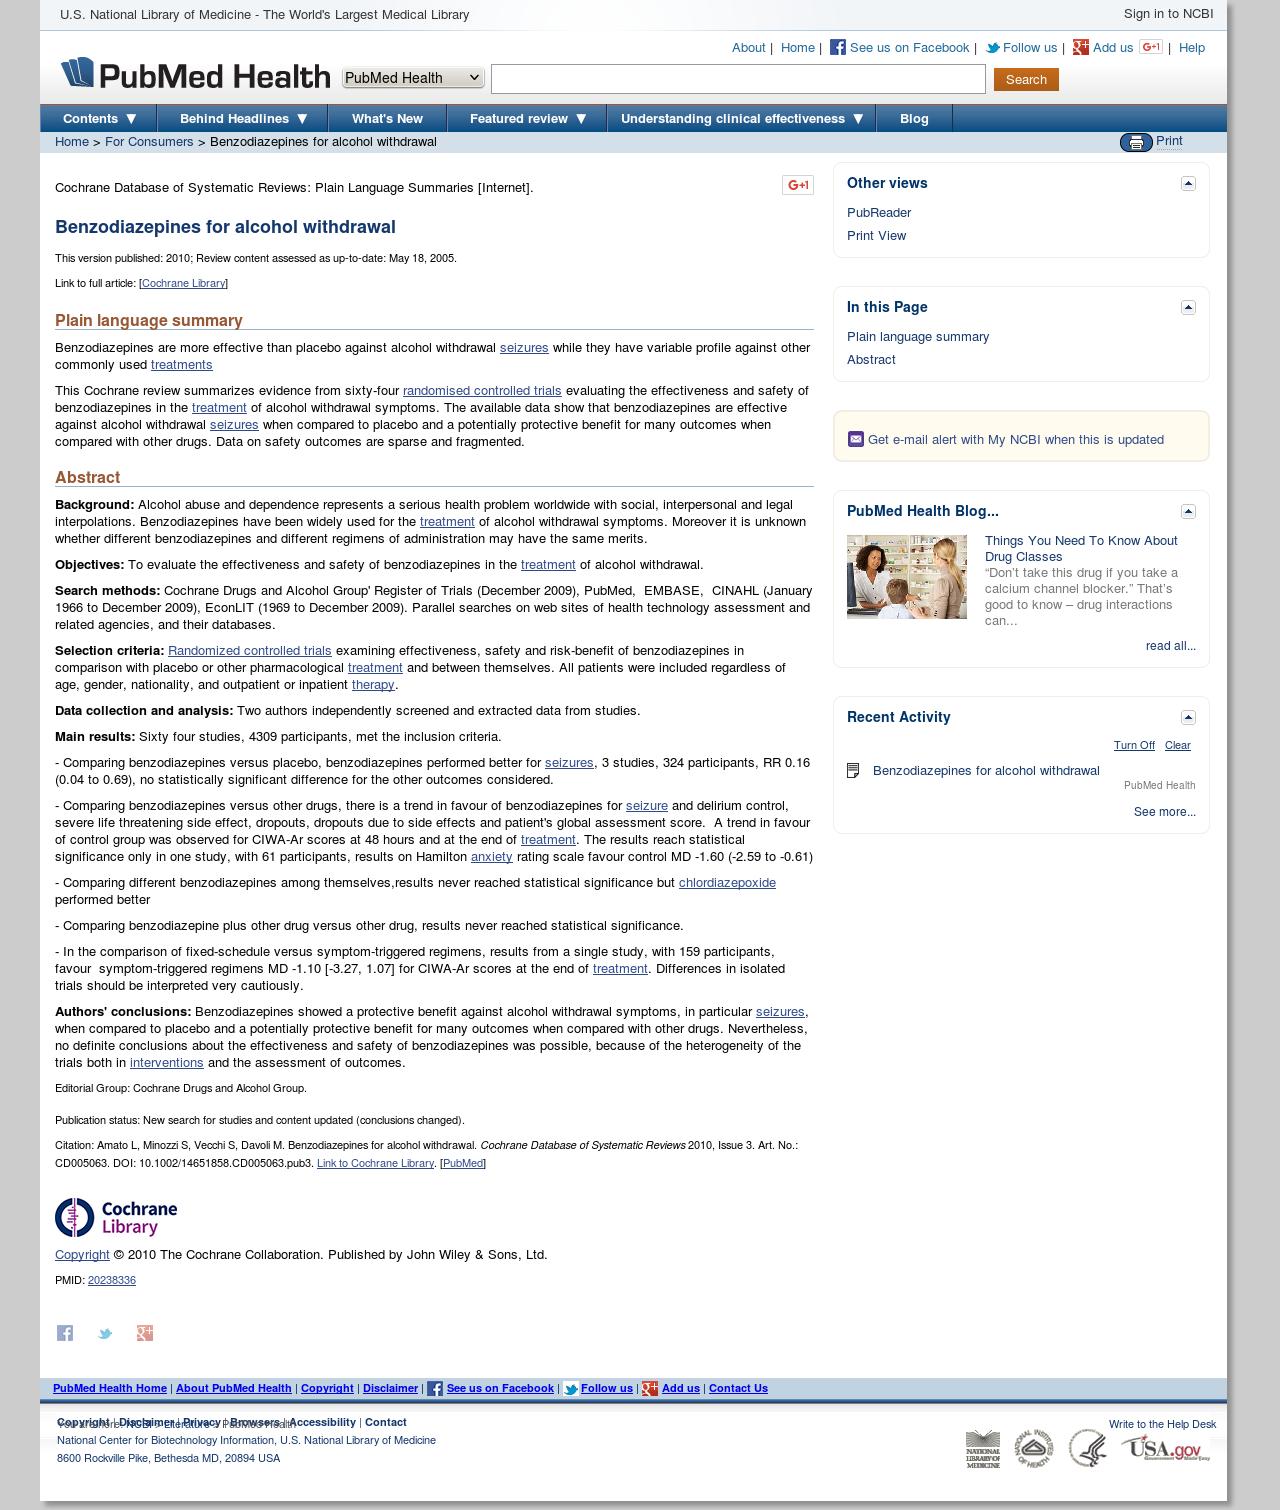 U.S. National Library of Medicine - The World's Largest Medical Library
Sign in to NCBI
About | Home | See us on Facebook | Follow us | Add us G+1 | Help
PubMed Health
PubMed Health
Search
Contents ▼ Behind Headlines ▼ What's New Featured review ▼ Understanding clinical effectiveness ▼ Blog
Home > For Consumers > Benzodiazepines for alcohol withdrawal
Print
Cochrane Database of Systematic Reviews: Plain Language Summaries [Internet].
G+1
Benzodiazepines for alcohol withdrawal
This version published: 2010; Review content assessed as up-to-date: May 18, 2005.
Link to full article: [Cochrane Library]
Plain language summary
Benzodiazepines are more effective than placebo against alcohol withdrawal seizures while they have variable profile against other
commonly used treatments
This Cochrane review summarizes evidence from sixty-four randomised controlled trials evaluating the effectiveness and safety of
benzodiazepines in the treatment of alcohol withdrawal symptoms. The available data show that benzodiazepines are effective
against alcohol withdrawal seizures when compared to placebo and a potentially protective benefit for many outcomes when
compared with other drugs. Data on safety outcomes are sparse and fragmented.
Abstract
Background: Alcohol abuse and dependence represents a serious health problem worldwide with social, interpersonal and legal
interpolations. Benzodiazepines have been widely used for the treatment of alcohol withdrawal symptoms. Moreover it is unknown
whether different benzodiazepines and different regimens of administration may have the same merits.
Objectives: To evaluate the effectiveness and safety of benzodiazepines in the treatment of alcohol withdrawal.
Search methods: Cochrane Drugs and Alcohol Group' Register of Trials (December 2009), PubMed,  EMBASE,  CINAHL (January
1966 to December 2009), EconLIT (1969 to December 2009). Parallel searches on web sites of health technology assessment and
related agencies, and their databases.
Selection criteria: Randomized controlled trials examining effectiveness, safety and risk-benefit of benzodiazepines in
comparison with placebo or other pharmacological treatment and between themselves. All patients were included regardless of
age, gender, nationality, and outpatient or inpatient therapy.
Data collection and analysis: Two authors independently screened and extracted data from studies.
Main results: Sixty four studies, 4309 participants, met the inclusion criteria.
- Comparing benzodiazepines versus placebo, benzodiazepines performed better for seizures, 3 studies, 324 participants, RR 0.16
(0.04 to 0.69), no statistically significant difference for the other outcomes considered.
- Comparing benzodiazepines versus other drugs, there is a trend in favour of benzodiazepines for seizure and delirium control,
severe life threatening side effect, dropouts, dropouts due to side effects and patient's global assessment score.  A trend in favour
of control group was observed for CIWA-Ar scores at 48 hours and at the end of treatment. The results reach statistical
significance only in one study, with 61 participants, results on Hamilton anxiety rating scale favour control MD -1.60 (-2.59 to -0.61)
- Comparing different benzodiazepines among themselves,results never reached statistical significance but chlordiazepoxide
performed better
- Comparing benzodiazepine plus other drug versus other drug, results never reached statistical significance.
- In the comparison of fixed-schedule versus symptom-triggered regimens, results from a single study, with 159 participants,
favour  symptom-triggered regimens MD -1.10 [-3.27, 1.07] for CIWA-Ar scores at the end of treatment. Differences in isolated
trials should be interpreted very cautiously.
Authors' conclusions: Benzodiazepines showed a protective benefit against alcohol withdrawal symptoms, in particular seizures,
when compared to placebo and a potentially protective benefit for many outcomes when compared with other drugs. Nevertheless,
no definite conclusions about the effectiveness and safety of benzodiazepines was possible, because of the heterogeneity of the
trials both in interventions and the assessment of outcomes.
Editorial Group: Cochrane Drugs and Alcohol Group.
Publication status: New search for studies and content updated (conclusions changed).
Citation: Amato L, Minozzi S, Vecchi S, Davoli M. Benzodiazepines for alcohol withdrawal. Cochrane Database of Systematic Reviews 2010, Issue 3. Art. No.:
CD005063. DOI: 10.1002/14651858.CD005063.pub3. Link to Cochrane Library. [PubMed]
Cochrane
Library
Copyright © 2010 The Cochrane Collaboration. Published by John Wiley & Sons, Ltd.
PMID: 20238336
Other views
PubReader
Print View
In this Page
Plain language summary
Abstract
Get e-mail alert with My NCBI when this is updated
PubMed Health Blog...
Things You Need To Know About
Drug Classes
“Don’t take this drug if you take a
calcium channel blocker.” That’s
good to know – drug interactions
can...
read all...
Recent Activity
Turn Off Clear
Benzodiazepines for alcohol withdrawal
PubMed Health
See more...
PubMed Health Home | About PubMed Health | Copyright | Disclaimer | See us on Facebook | Follow us | Add us | Contact Us
You are here: NCBI > Literature > PubMed Health
Copyright | Disclaimer | Privacy | Browsers | Accessibility | Contact
National Center for Biotechnology Information, U.S. National Library of Medicine
8600 Rockville Pike, Bethesda MD, 20894 USA
Write to the Help Desk
NATIONAL
LIBRARY OF
MEDICINE
USA.gov